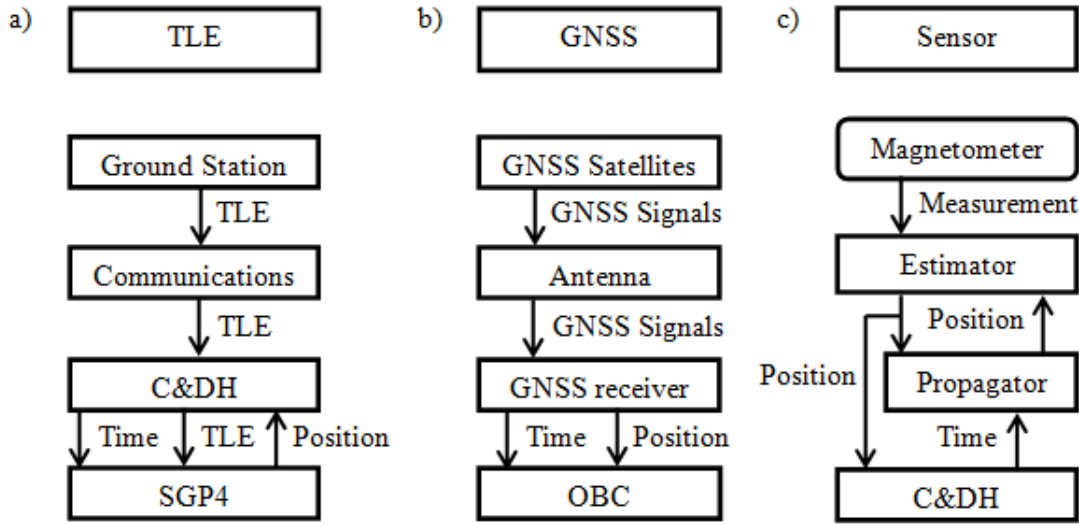 a)
TLE
Ground Station
TLE
Communications
TLE
C&DH
Time
TLE
Position
SGP4
b)
GNSS
GNSS Satellites
GNSS Signals
Antenna
GNSS Signals
GNSS receiver
Time
Position
OBC
c)
Sensor
Magnetometer
Measurement
Estimator
Position
Position
Propagator
Time
C&DH